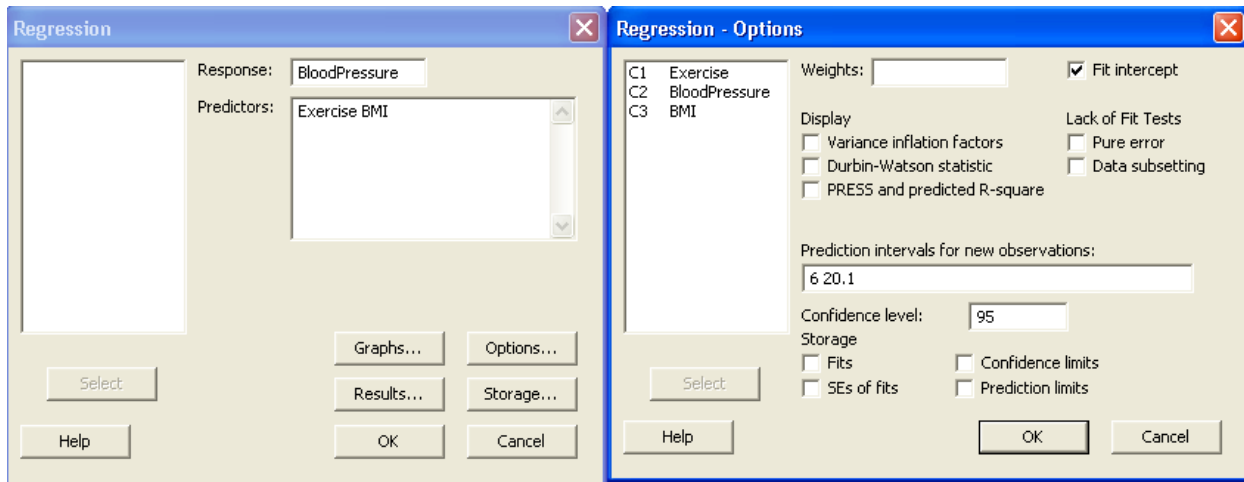 Regression
Response: BloodPressure
Predictors: Exercise BMI
Graphs... Options...
Select
Results... Storage...
Help OK Cancel
Regression - Options
C1 Exercise
C2 BloodPressure
C3 BMI
Weights:
Fit intercept
Display
Variance inflation factors
Durbin-Watson statistic
PRESS and predicted R-square
Lack of Fit Tests
Pure error
Data subsetting
Prediction intervals for new observations:
6 20.1
Confidence level: 95
Storage
Fits Confidence limits
SEs of fits Prediction limits
Select
Help OK Cancel